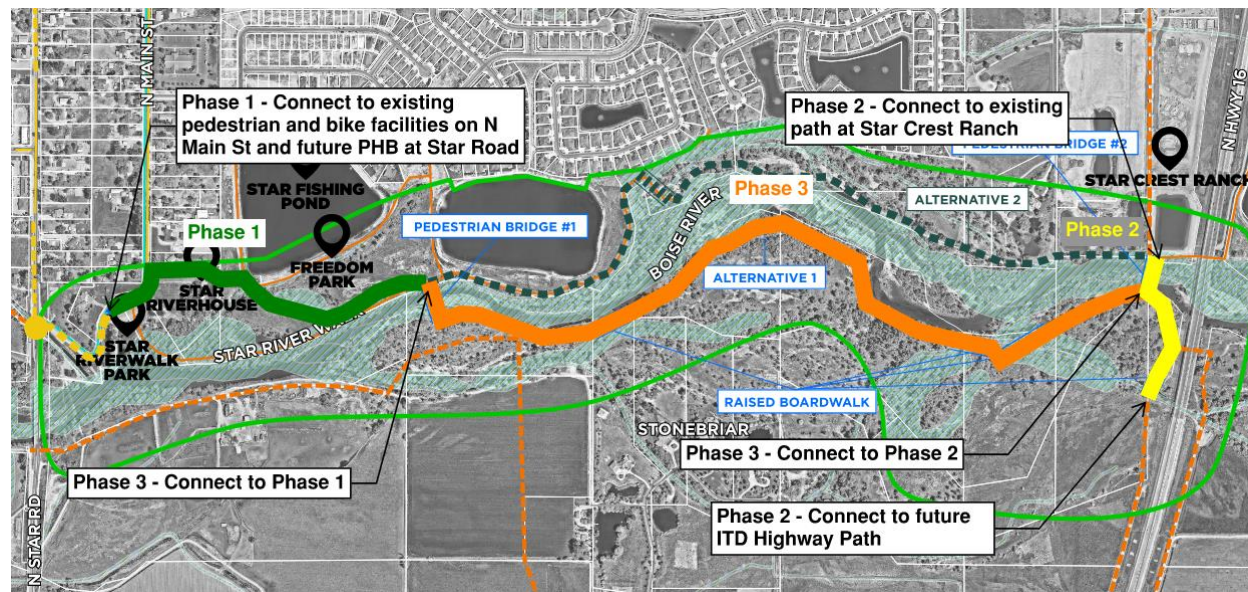 N MAIN ST
Phase 1 - Connect to existing
pedestrian and bike facilities on N
Main St and future PHB at Star Road
Phase 2 - Connect to existing
path at Star Crest Ranch
N HWY 16
PEDESTRIAN BRIDGE #2
STAR CREST RANCH
STAR FISHING
POND
Phase 3
ALTERNATIVE 2
Phase 1
PEDESTRIAN BRIDGE #1
BOISE RIVER
Phase 2
FREEDOM
PARK
ALTERNATIVE 1
STAR
RIVERHOUSE
STAR RIVER WALK
STAR
RIVERWALK
PARK
RAISED BOARDWALK
STONEBRIAR
Phase 3 - Connect to Phase 2
Phase 3 - Connect to Phase 1
Phase 2 - Connect to future
ITD Highway Path
N STAR RD